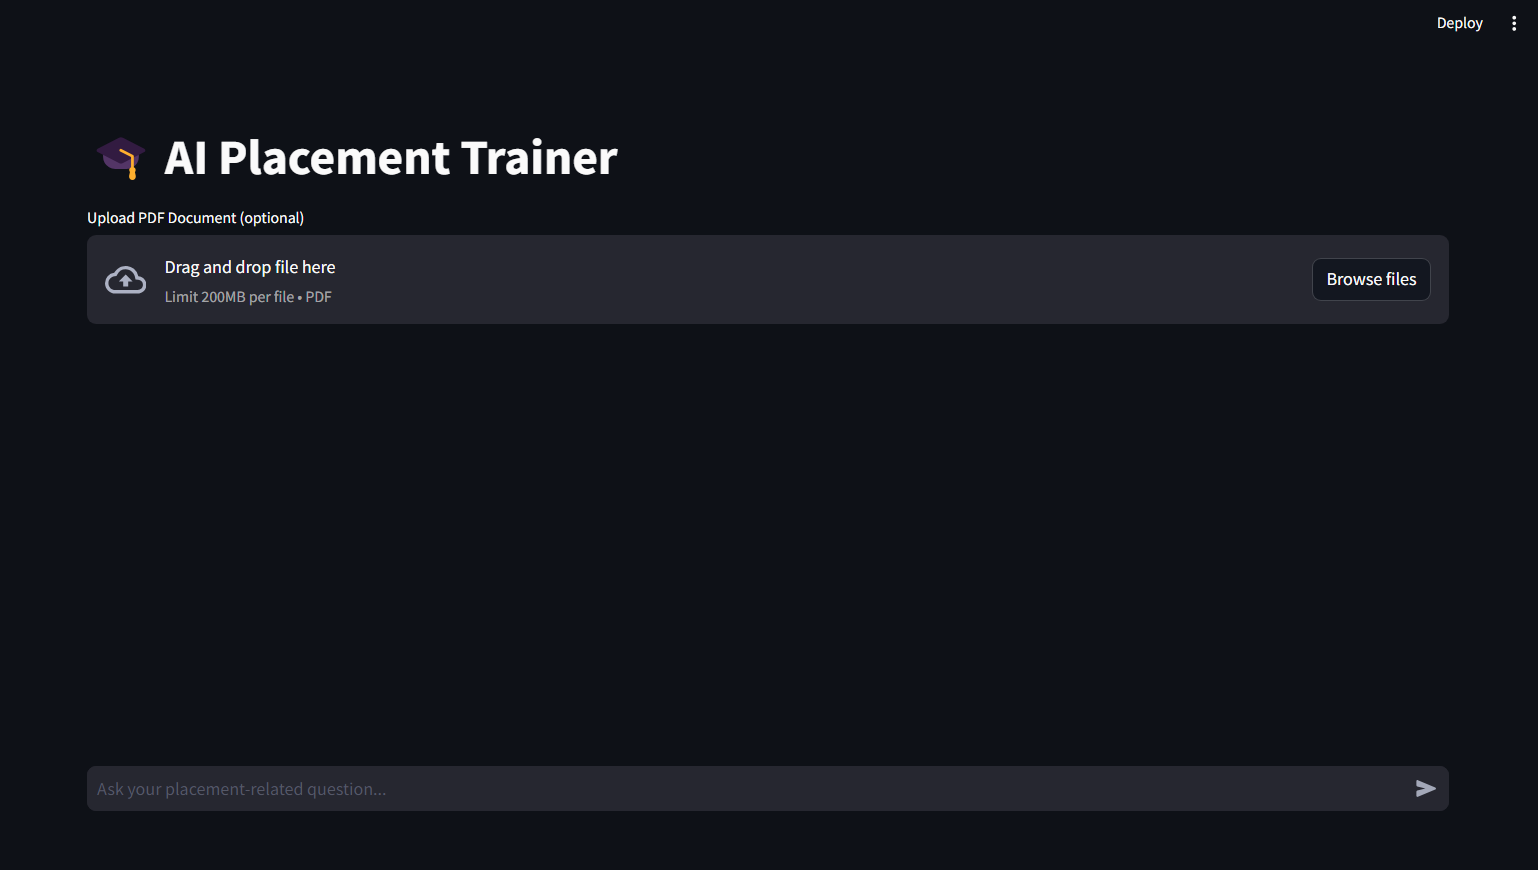 Deploy
AI Placement Trainer
Upload PDF Document (optional)
Drag and drop file here
Limit 200MB per file • PDF
Browse files
Ask your placement-related question...